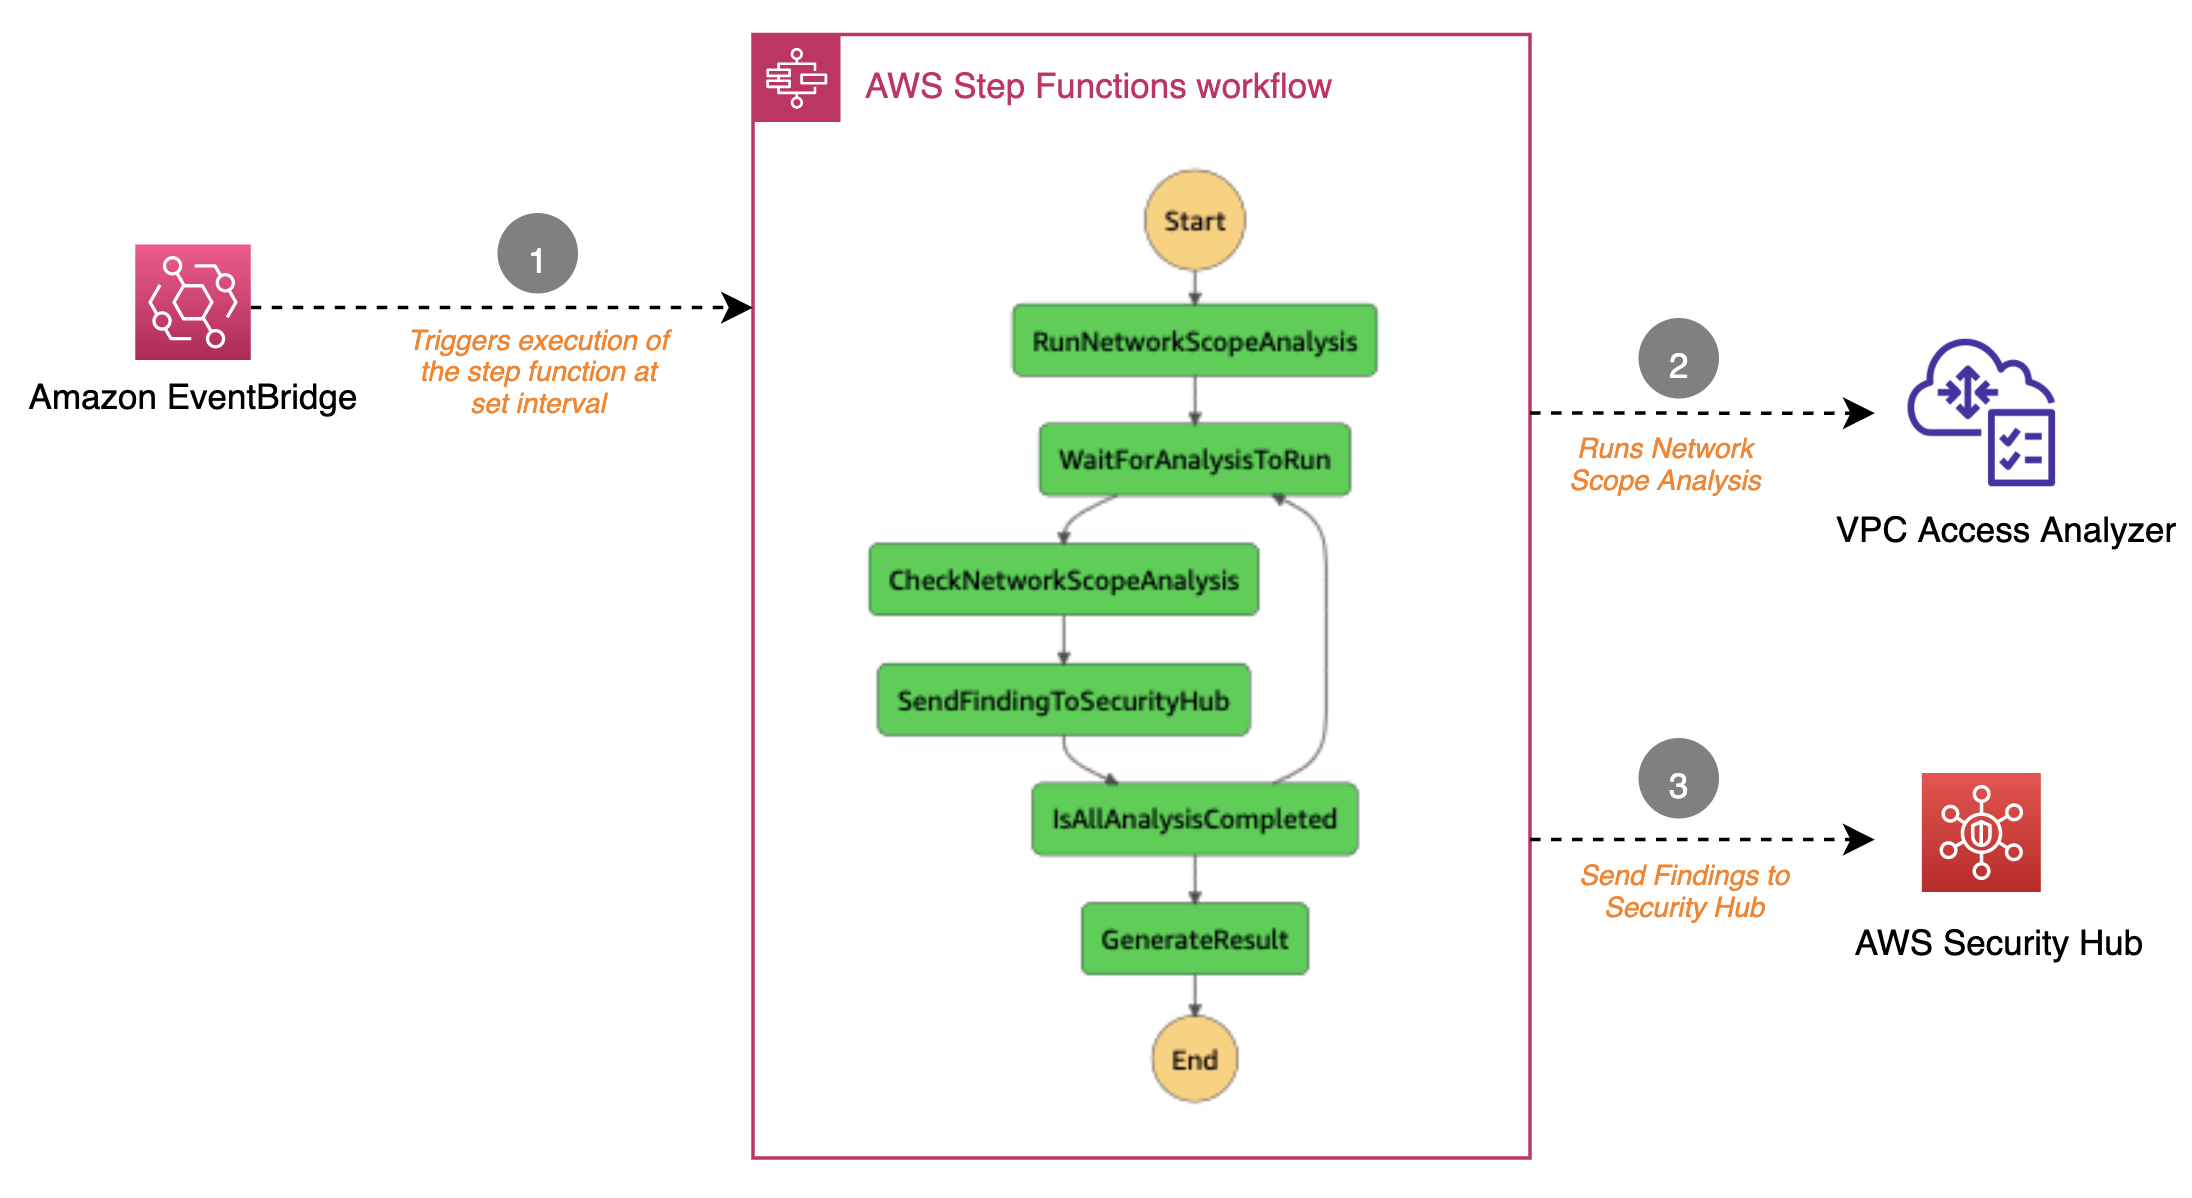 AWS Step Functions workflow
1
Triggers execution of
the step function at
set interval
Amazon EventBridge
Start
RunNetworkScopeAnalysis
WaitForAnalysisToRun
CheckNetworkScopeAnalysis
SendFindingToSecurityHub
IsAllAnalysisCompleted
GenerateResult
End
2
Runs Network
Scope Analysis
VPC Access Analyzer
3
Send Findings to
Security Hub
AWS Security Hub